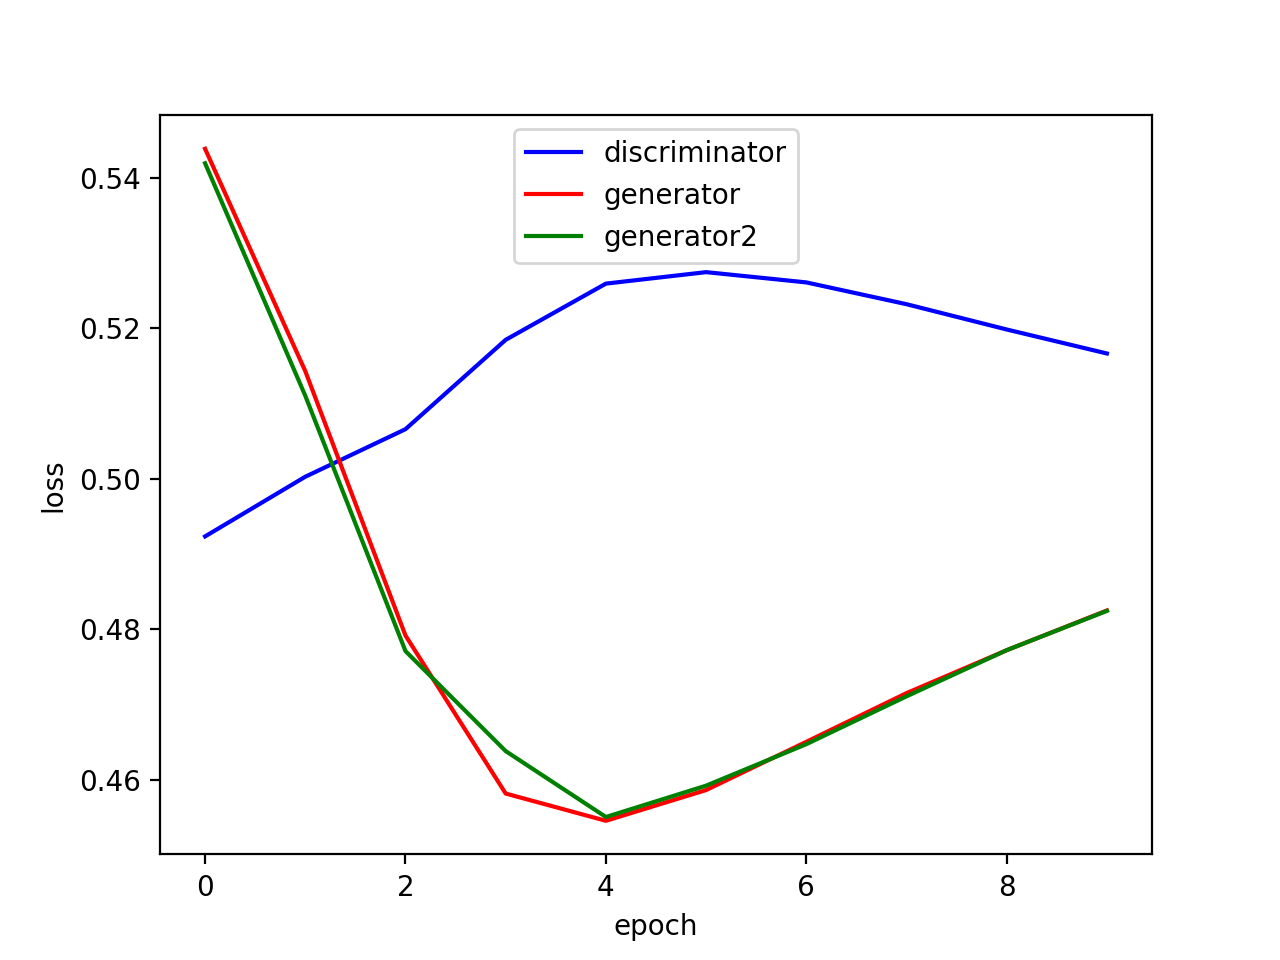 discriminator
generator
generator2
0.54
0.52
0.50
0.48
0.46
loss
0 2 4 6 8
epoch